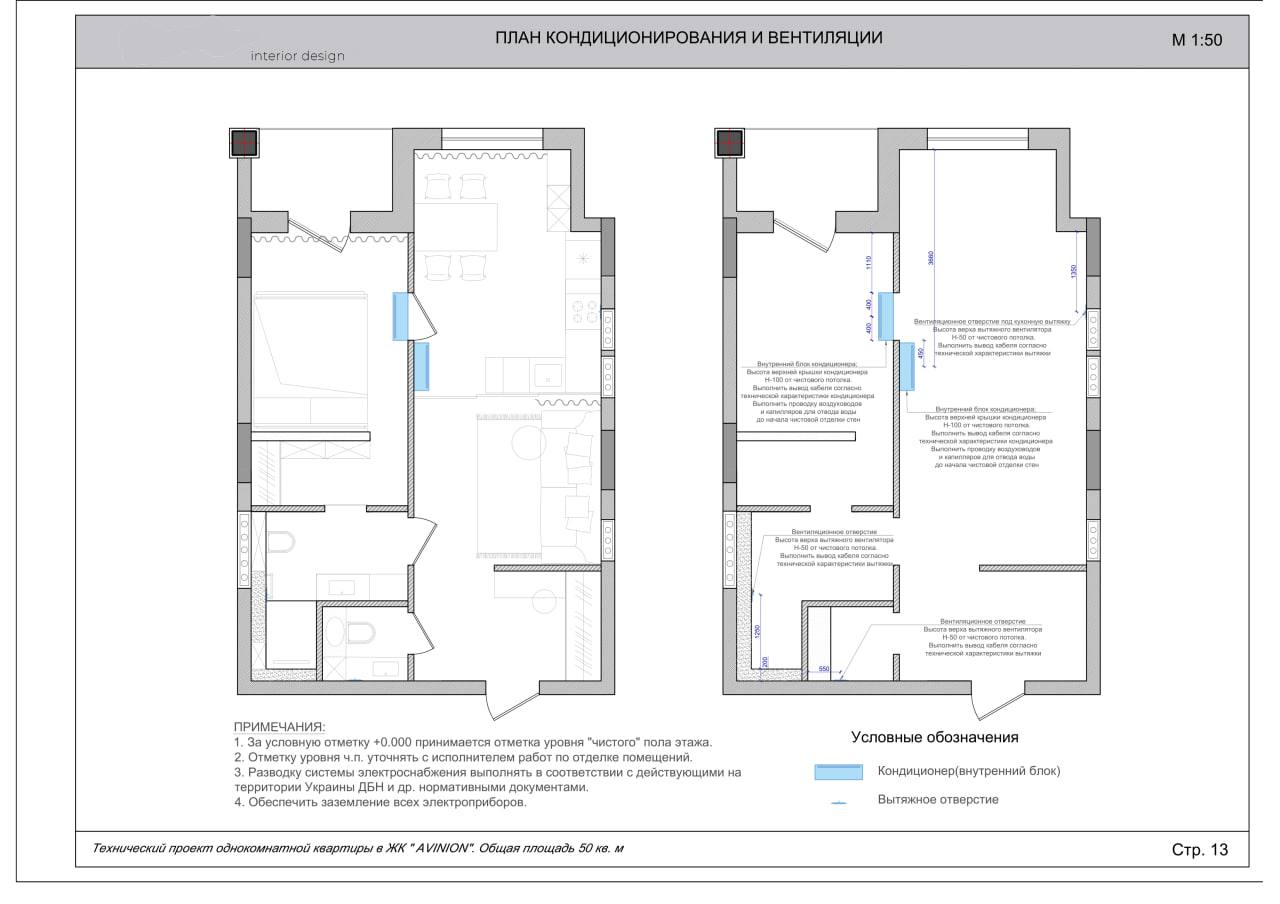 interior design
ПЛАН КОНДИЦИОНИРОВАНИЯ И ВЕНТИЛЯЦИИ
М 1:50
1110
400
400
3660
450
1350
Вентиляционное отверстие под кухонную вытяжку
Высота верха вытяжного вентилятора
Н-50 от чистового потолка.
Выполнить вывод кабеля согласно
технической характеристики вытяжки
Внутренний блок кондиционера:
Высота верхней крышки кондиционера
Н-100 от чистового потолка.
Выполнить вывод кабеля согласно
технической характеристики кондиционера
Выполнить проводку воздуховодов
и капилляров для отвода воды
до начала чистовой отделки стен
Внутренний блок кондиционера:
Высота верхней крышки кондиционера
Н-100 от чистового потолка.
Выполнить вывод кабеля согласно
технической характеристики кондиционера
Выполнить проводку воздуховодов
и капилляров для отвода воды
до начала чистовой отделки стен
Вентиляционное отверстие
Высота верха вытяжного вентилятора
Н-50 от чистового потолка.
Выполнить вывод кабеля согласно
технической характеристики вытяжки
Вентиляционное отверстие
Высота верха вытяжного вентилятора
Н-50 от чистового потолка.
Выполнить вывод кабеля согласно
технической характеристики вытяжки
1250
200
550
ПРИМЕЧАНИЯ:
1. За условную отметку +0.000 принимается отметка уровня "чистого" пола этажа.
2. Отметку уровня ч.п. уточнять с исполнителем работ по отделке помещений.
3. Разводку системы электроснабжения выполнять в соответствии с действующими на
территории Украины ДБН и др. нормативными документами.
4. Обеспечить заземление всех электроприборов.
Условные обозначения
Кондиционер(внутренний блок)
Вытяжное отверстие
Технический проект однокомнатной квартиры в ЖК " AVINION". Общая площадь 50 кв. м
Стр. 13